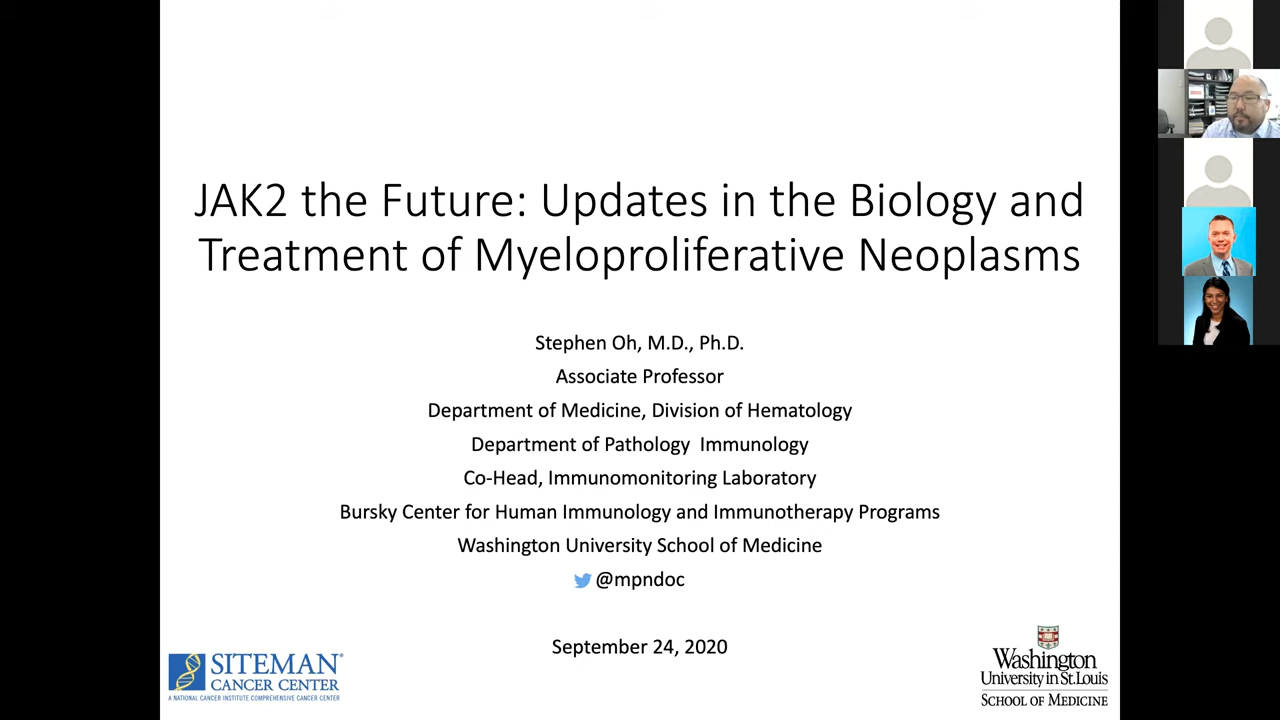 JAK2 the Future: Updates in the Biology and
Treatment of Myeloproliferative Neoplasms
Stephen Oh, M.D., Ph.D.
Associate Professor
Department of Medicine, Division of Hematology
Department of Pathology  Immunology
Co-Head, Immunomonitoring Laboratory
Bursky Center for Human Immunology and Immunotherapy Programs
Washington University School of Medicine
@mpndoc
September 24, 2020
SITEMAN®
CANCER CENTER
A NATIONAL CANCER INSTITUTE COMPREHENSIVE CANCER CENTER
Washington
University in St. Louis
SCHOOL OF MEDICINE